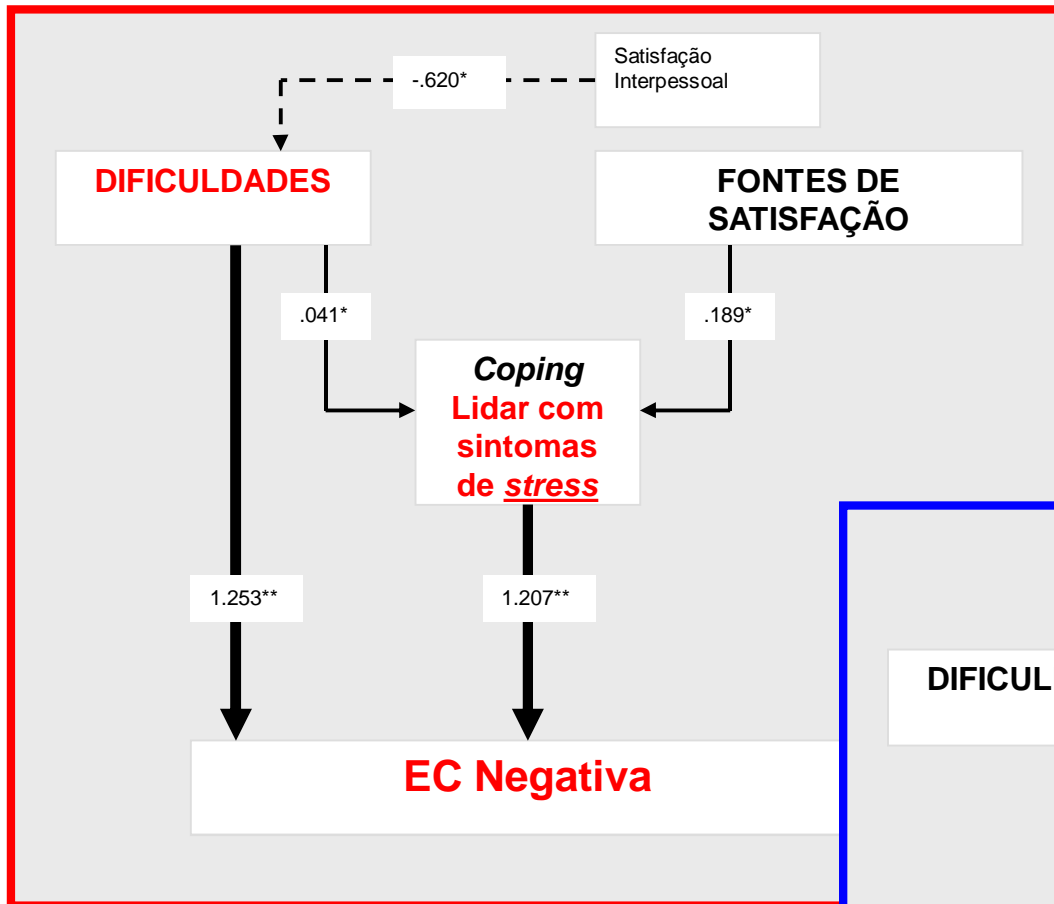 Satisfação
Interpessoal
-.620*
DIFICULDADES
FONTES DE
SATISFAÇÃO
.041*
.189*
Coping
Lidar com
sintomas
de stress
1.253**
1.207**
DIFICUL
EC Negativa